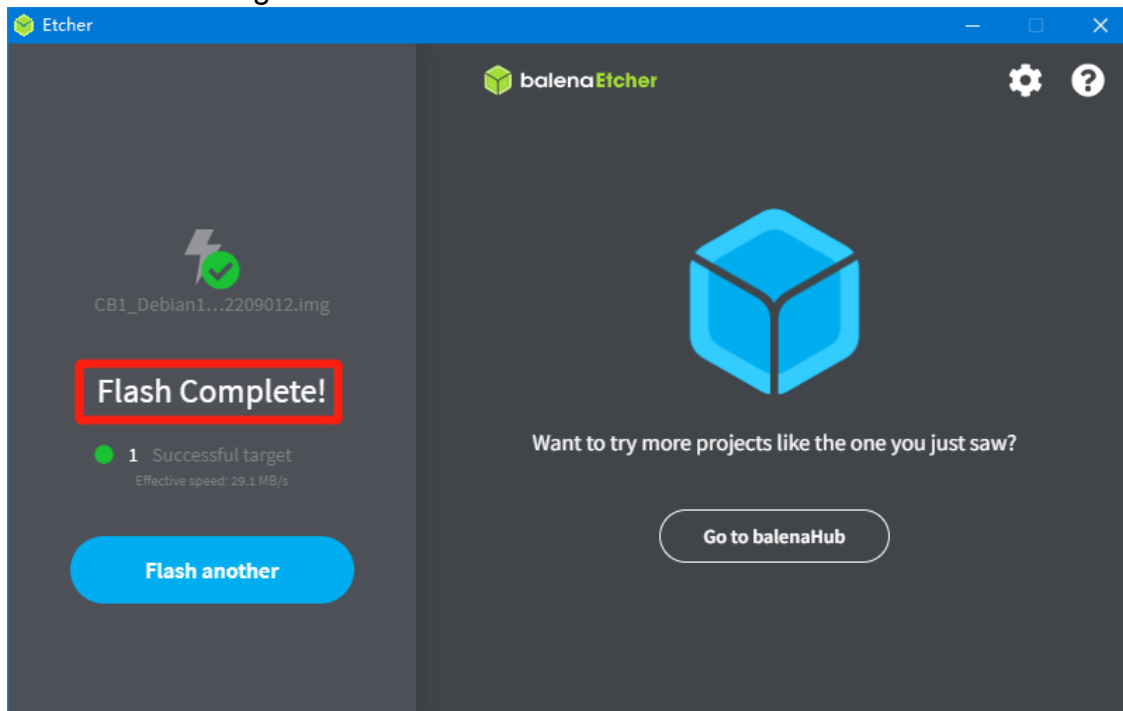 Etcher
balenaEtcher
CB1_Debian1...2209012.img
Flash Complete!
1 Successful target
Effective speed: 29.1 MB/s
Flash another
Want to try more projects like the one you just saw?
Go to balenaHub